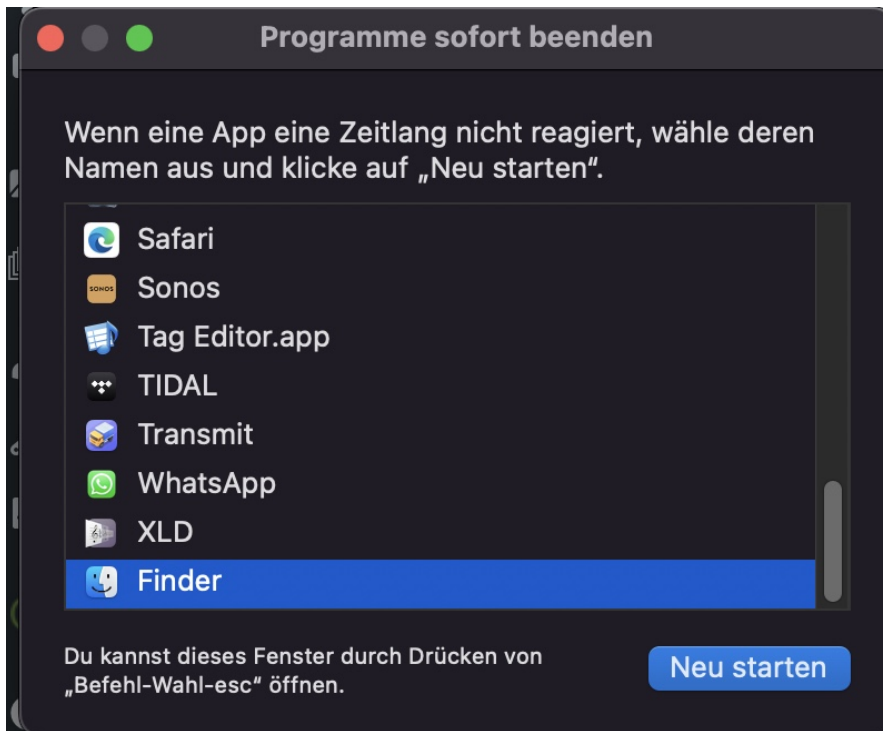 Programme sofort beenden
Wenn eine App eine Zeitlang nicht reagiert, wähle deren
Namen aus und klicke auf „Neu starten“.
Safari
SONOS Sonos
Tag Editor.app
TIDAL
Transmit
WhatsApp
XLD
Finder
Du kannst dieses Fenster durch Drücken von
„Befehl-Wahl-esc“ öffnen.
Neu starten